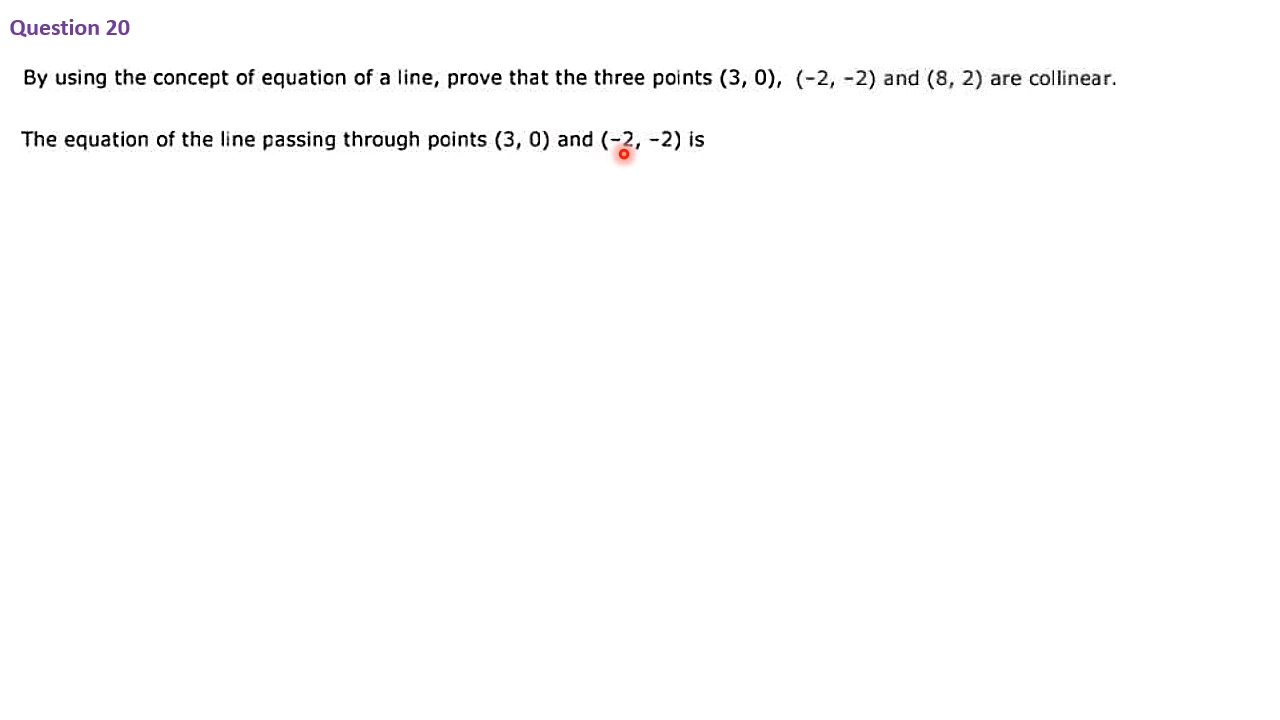 Question 20
By using the concept of equation of a line, prove that the three points (3, 0), (-2, -2) and (8, 2) are collinear.
The equation of the line passing through points (3, 0) and (-2, -2) is